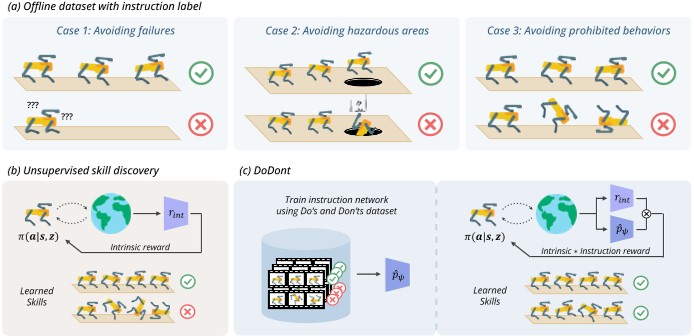 (a) Offline dataset with instruction label
Case 1: Avoiding failures
Case 2: Avoiding hazardous areas
Case 3: Avoiding prohibited behaviors
???
???
(b) Unsupervised skill discovery
(c) DoDont
r_int
π(a|s, z)
Intrinsic reward
Learned
Skills
Train instruction network
using Do's and Don'ts dataset
p̂_ψ
r_int
p̂_ψ
π(a|s, z)
Intrinsic * Instruction reward
Learned
Skills